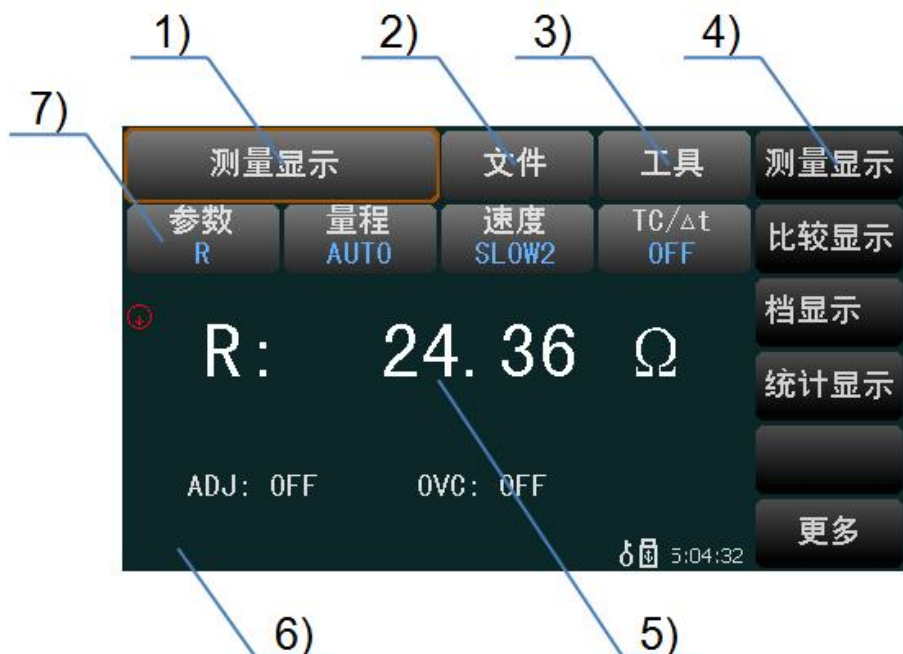 1)
2)
3)
4)
7)
测量显示 文件 工具 测量显示
参数 量程 速度 TC/△t 比较显示
R AUTO SLOW2 OFF
档显示
R: 24.36 Ω
统计显示
ADJ: OFF OVC: OFF
更多
5:04:32
6)
5)